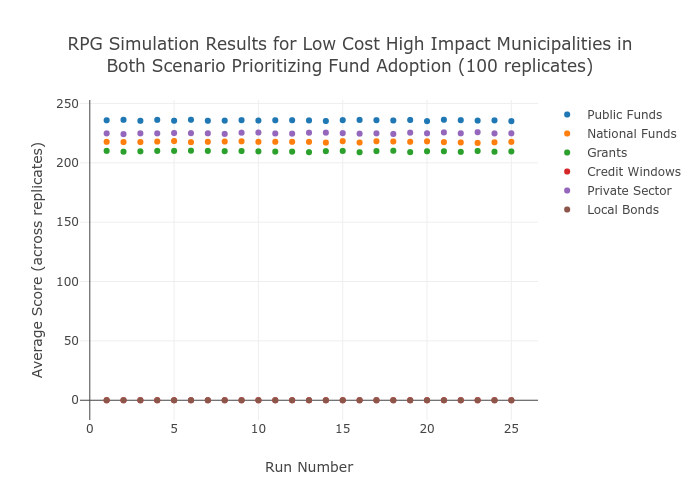 RPG Simulation Results for Low Cost High Impact Municipalities in
Both Scenario Prioritizing Fund Adoption (100 replicates)
Average Score (across replicates)
250
200
150
100
50
0
0
5
10
15
20
25
Run Number
Public Funds
National Funds
Grants
Credit Windows
Private Sector
Local Bonds